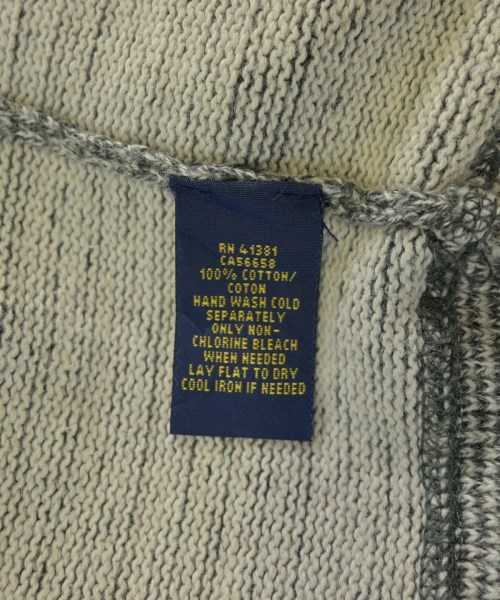 RN 41381
CA56658
100% COTTON/
COTON
HAND WASH COLD
SEPARATELY
ONLY NON-
CHLORINE BLEACH
WHEN NEEDED
LAY FLAT TO DRY
COOL IRON IF NEEDED